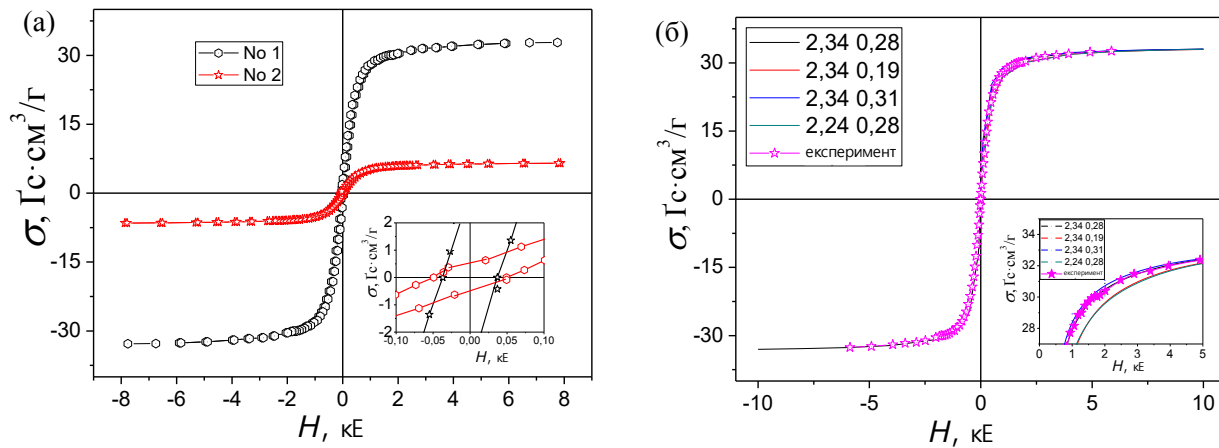 (a)
σ, Гс·см³/г
30
15
0
-15
-30
No 1
No 2
σ, Гс·см³/г
2
1
0
-1
-2
-0,10 -0,05 0,00 0,05 0,10
H, кЕ
-8 -6 -4 -2 0 2 4 6 8
H, кЕ
(б)
σ, Гс·см³/г
30
15
0
-15
-30
2,34 0,28
2,34 0,19
2,34 0,31
2,24 0,28
експеримент
σ, Гс·см³/г
34
32
30
28
2,34 0,28
2,34 0,19
2,34 0,31
2,24 0,28
експеримент
0 1 2 3 4 5
H, кЕ
-10 -5 0 5 10
H, кЕ